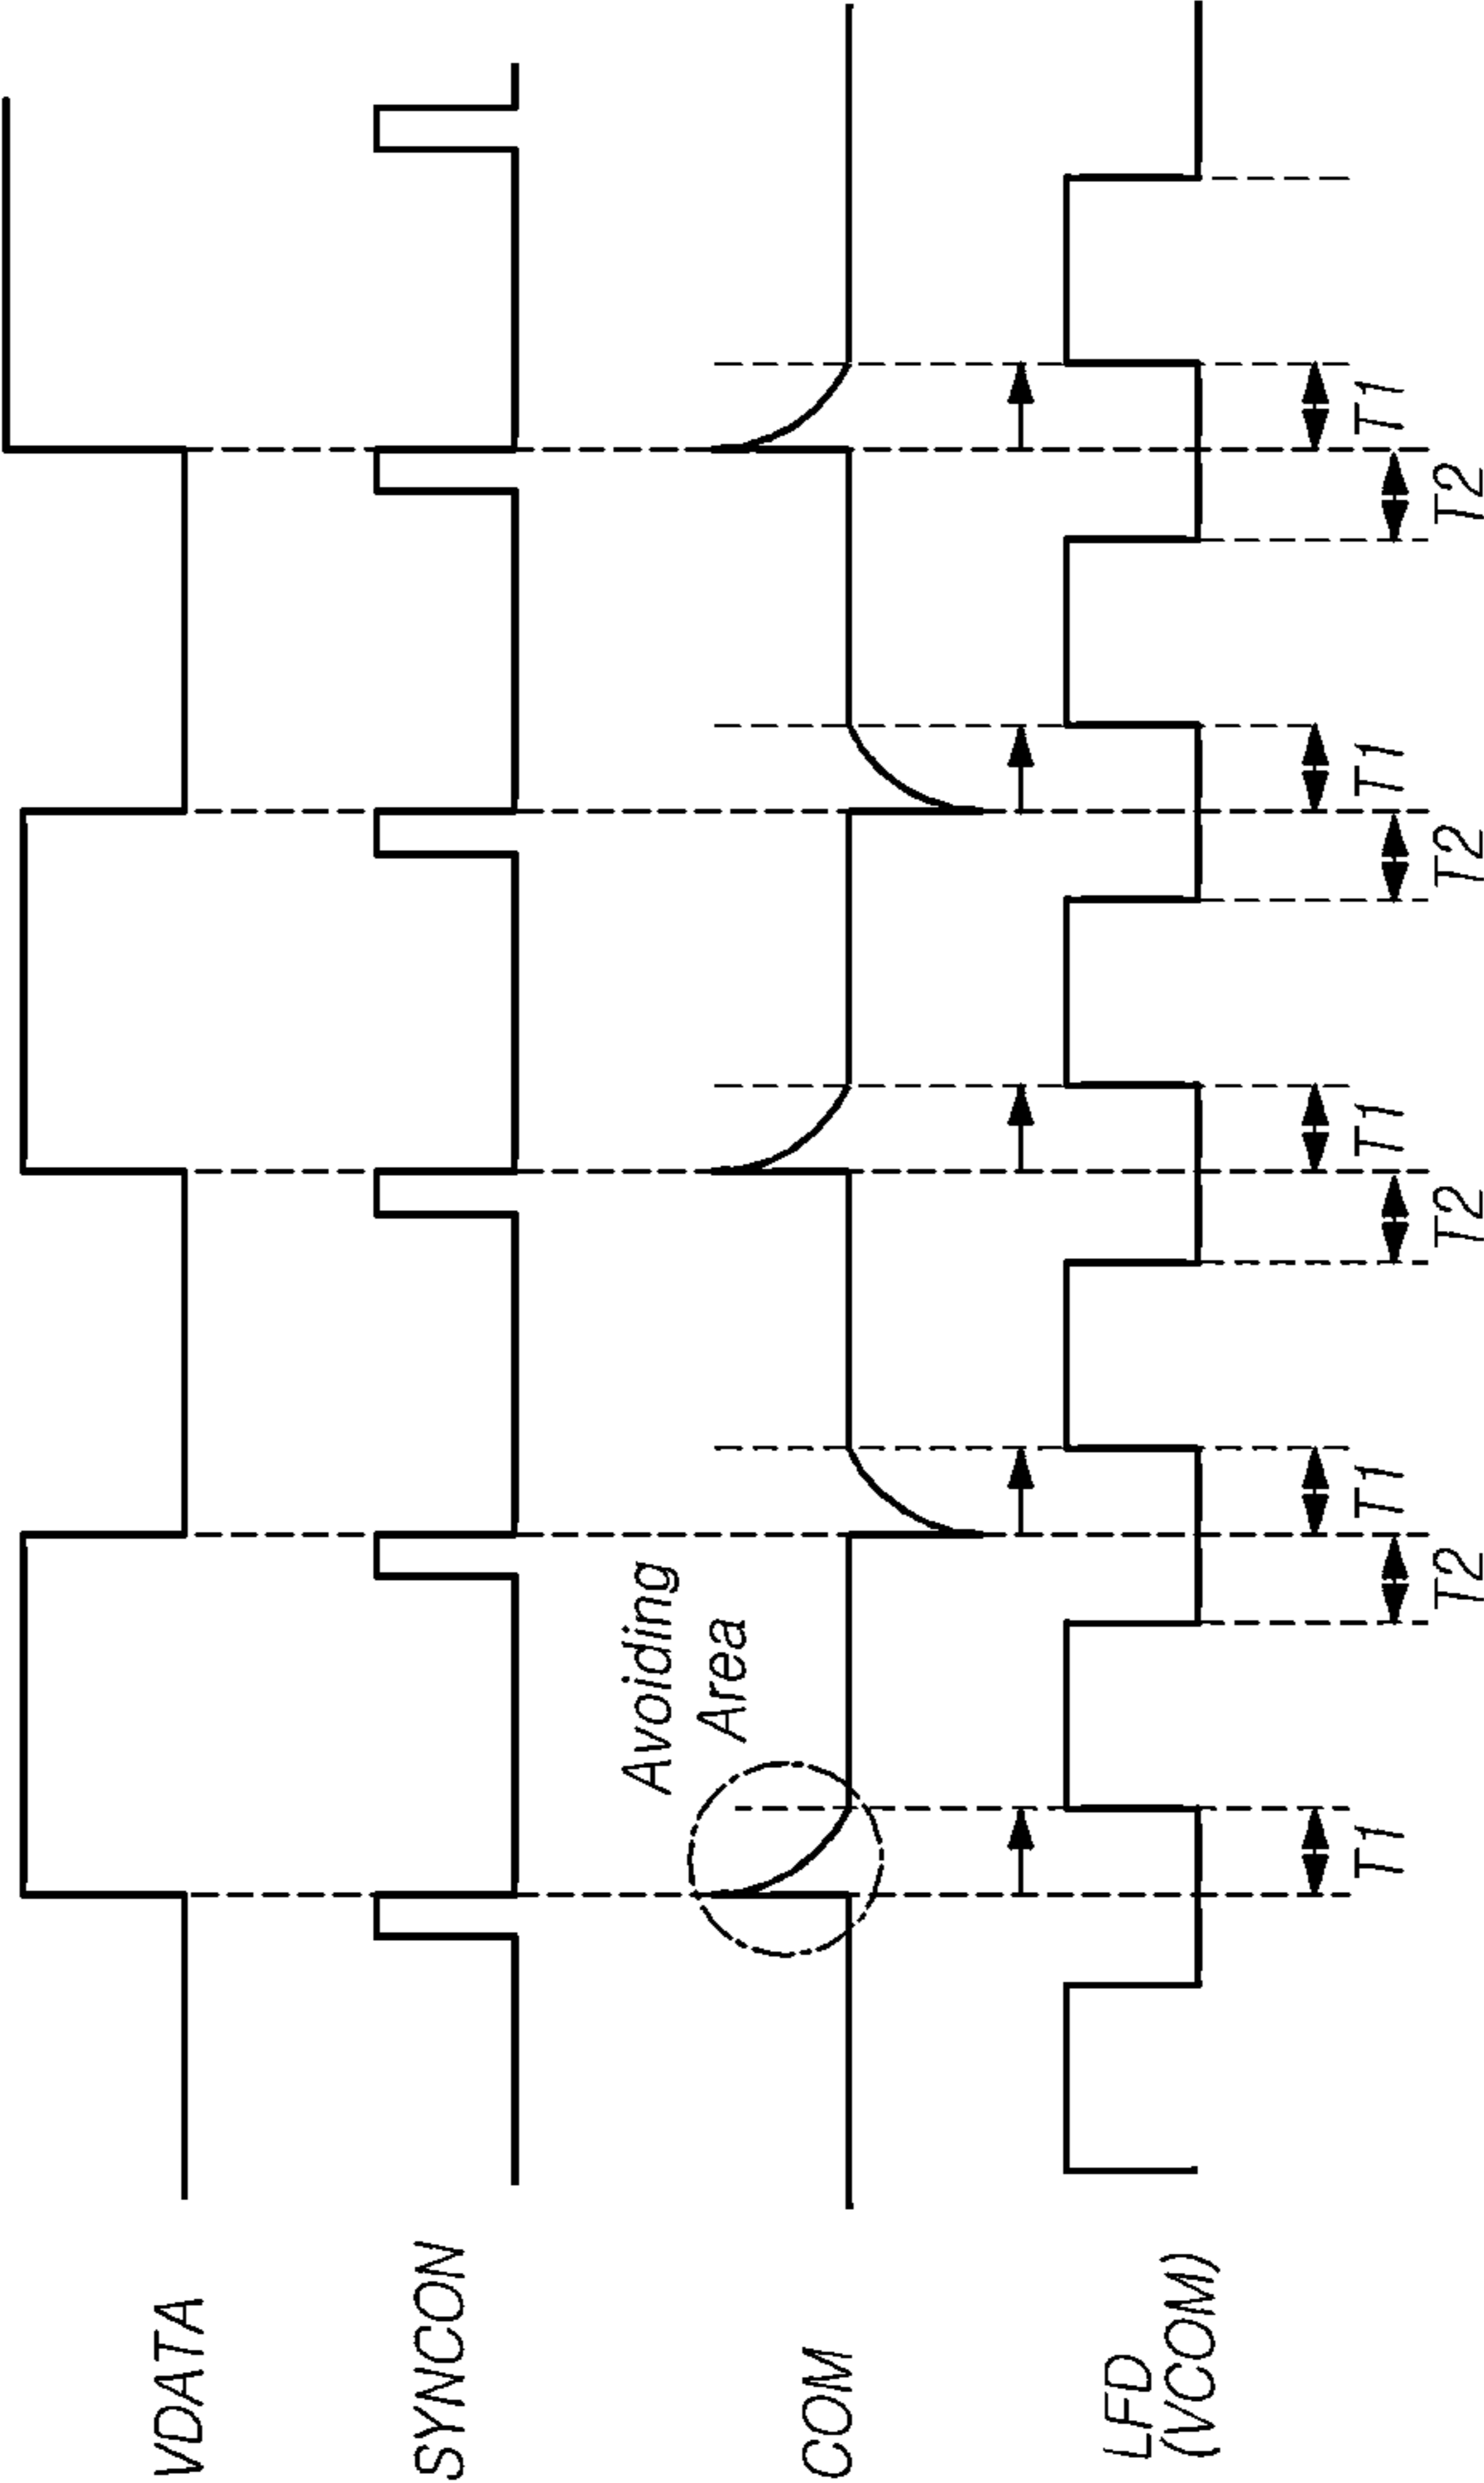 VDATA
SYNCON
Avoiding
Area
COM
LFD
(VCOM)
T1 T1 T1 T1 T1
T2 T2 T2 T2